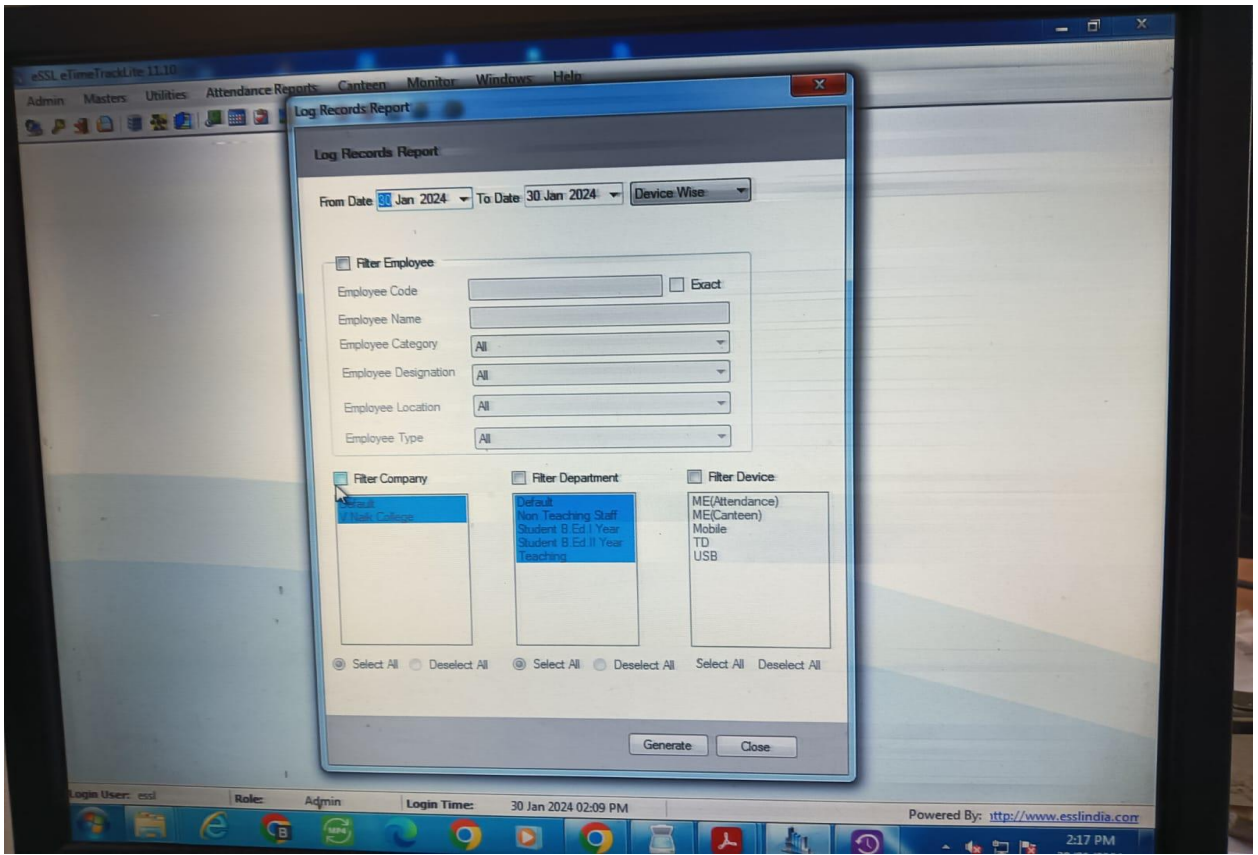 eSSL eTimeTrackLite 11.10
Admin Masters Utilities Attendance Reports Canteen Monitor Windows Help
Log Records Report
Log Records Report
From Date 30 Jan 2024 To Date 30 Jan 2024 Device Wise
Filter Employee
Employee Code Exact
Employee Name
Employee Category All
Employee Designation All
Employee Location All
Employee Type All
Filter Company Filter Department Filter Device
Default Default ME(Attendance)
V.Naik College Non Teaching Staff ME(Canteen)
Student B.Ed I Year Mobile
Student B.Ed II Year TD
Teaching USB
Select All Deselect All Select All Deselect All Select All Deselect All
Generate Close
Login User: essl Role: Admin Login Time: 30 Jan 2024 02:09 PM Powered By: http://www.esslindia.com
MP4
B
2:17 PM